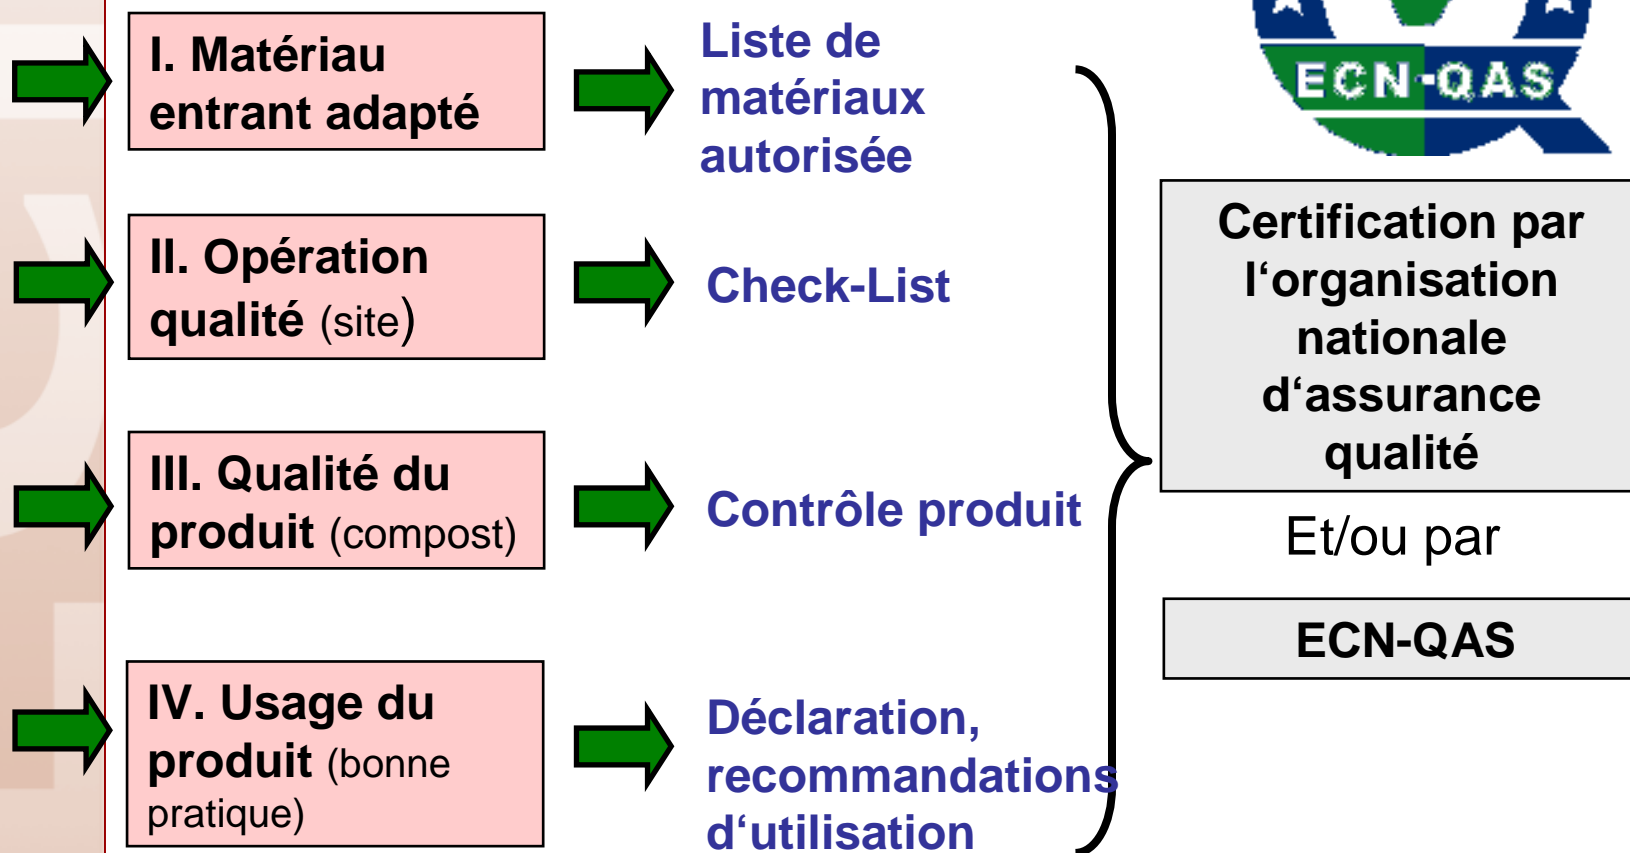 I. Matériau
entrant adapté
Liste de
matériaux
autorisée
II. Opération
qualité (site)
Check-List
III. Qualité du
produit (compost)
Contrôle produit
IV. Usage du
produit (bonne
pratique)
Déclaration,
recommandations
d‘utilisation
ECN-QAS
Certification par
l‘organisation
nationale
d‘assurance
qualité
Et/ou par
ECN-QAS